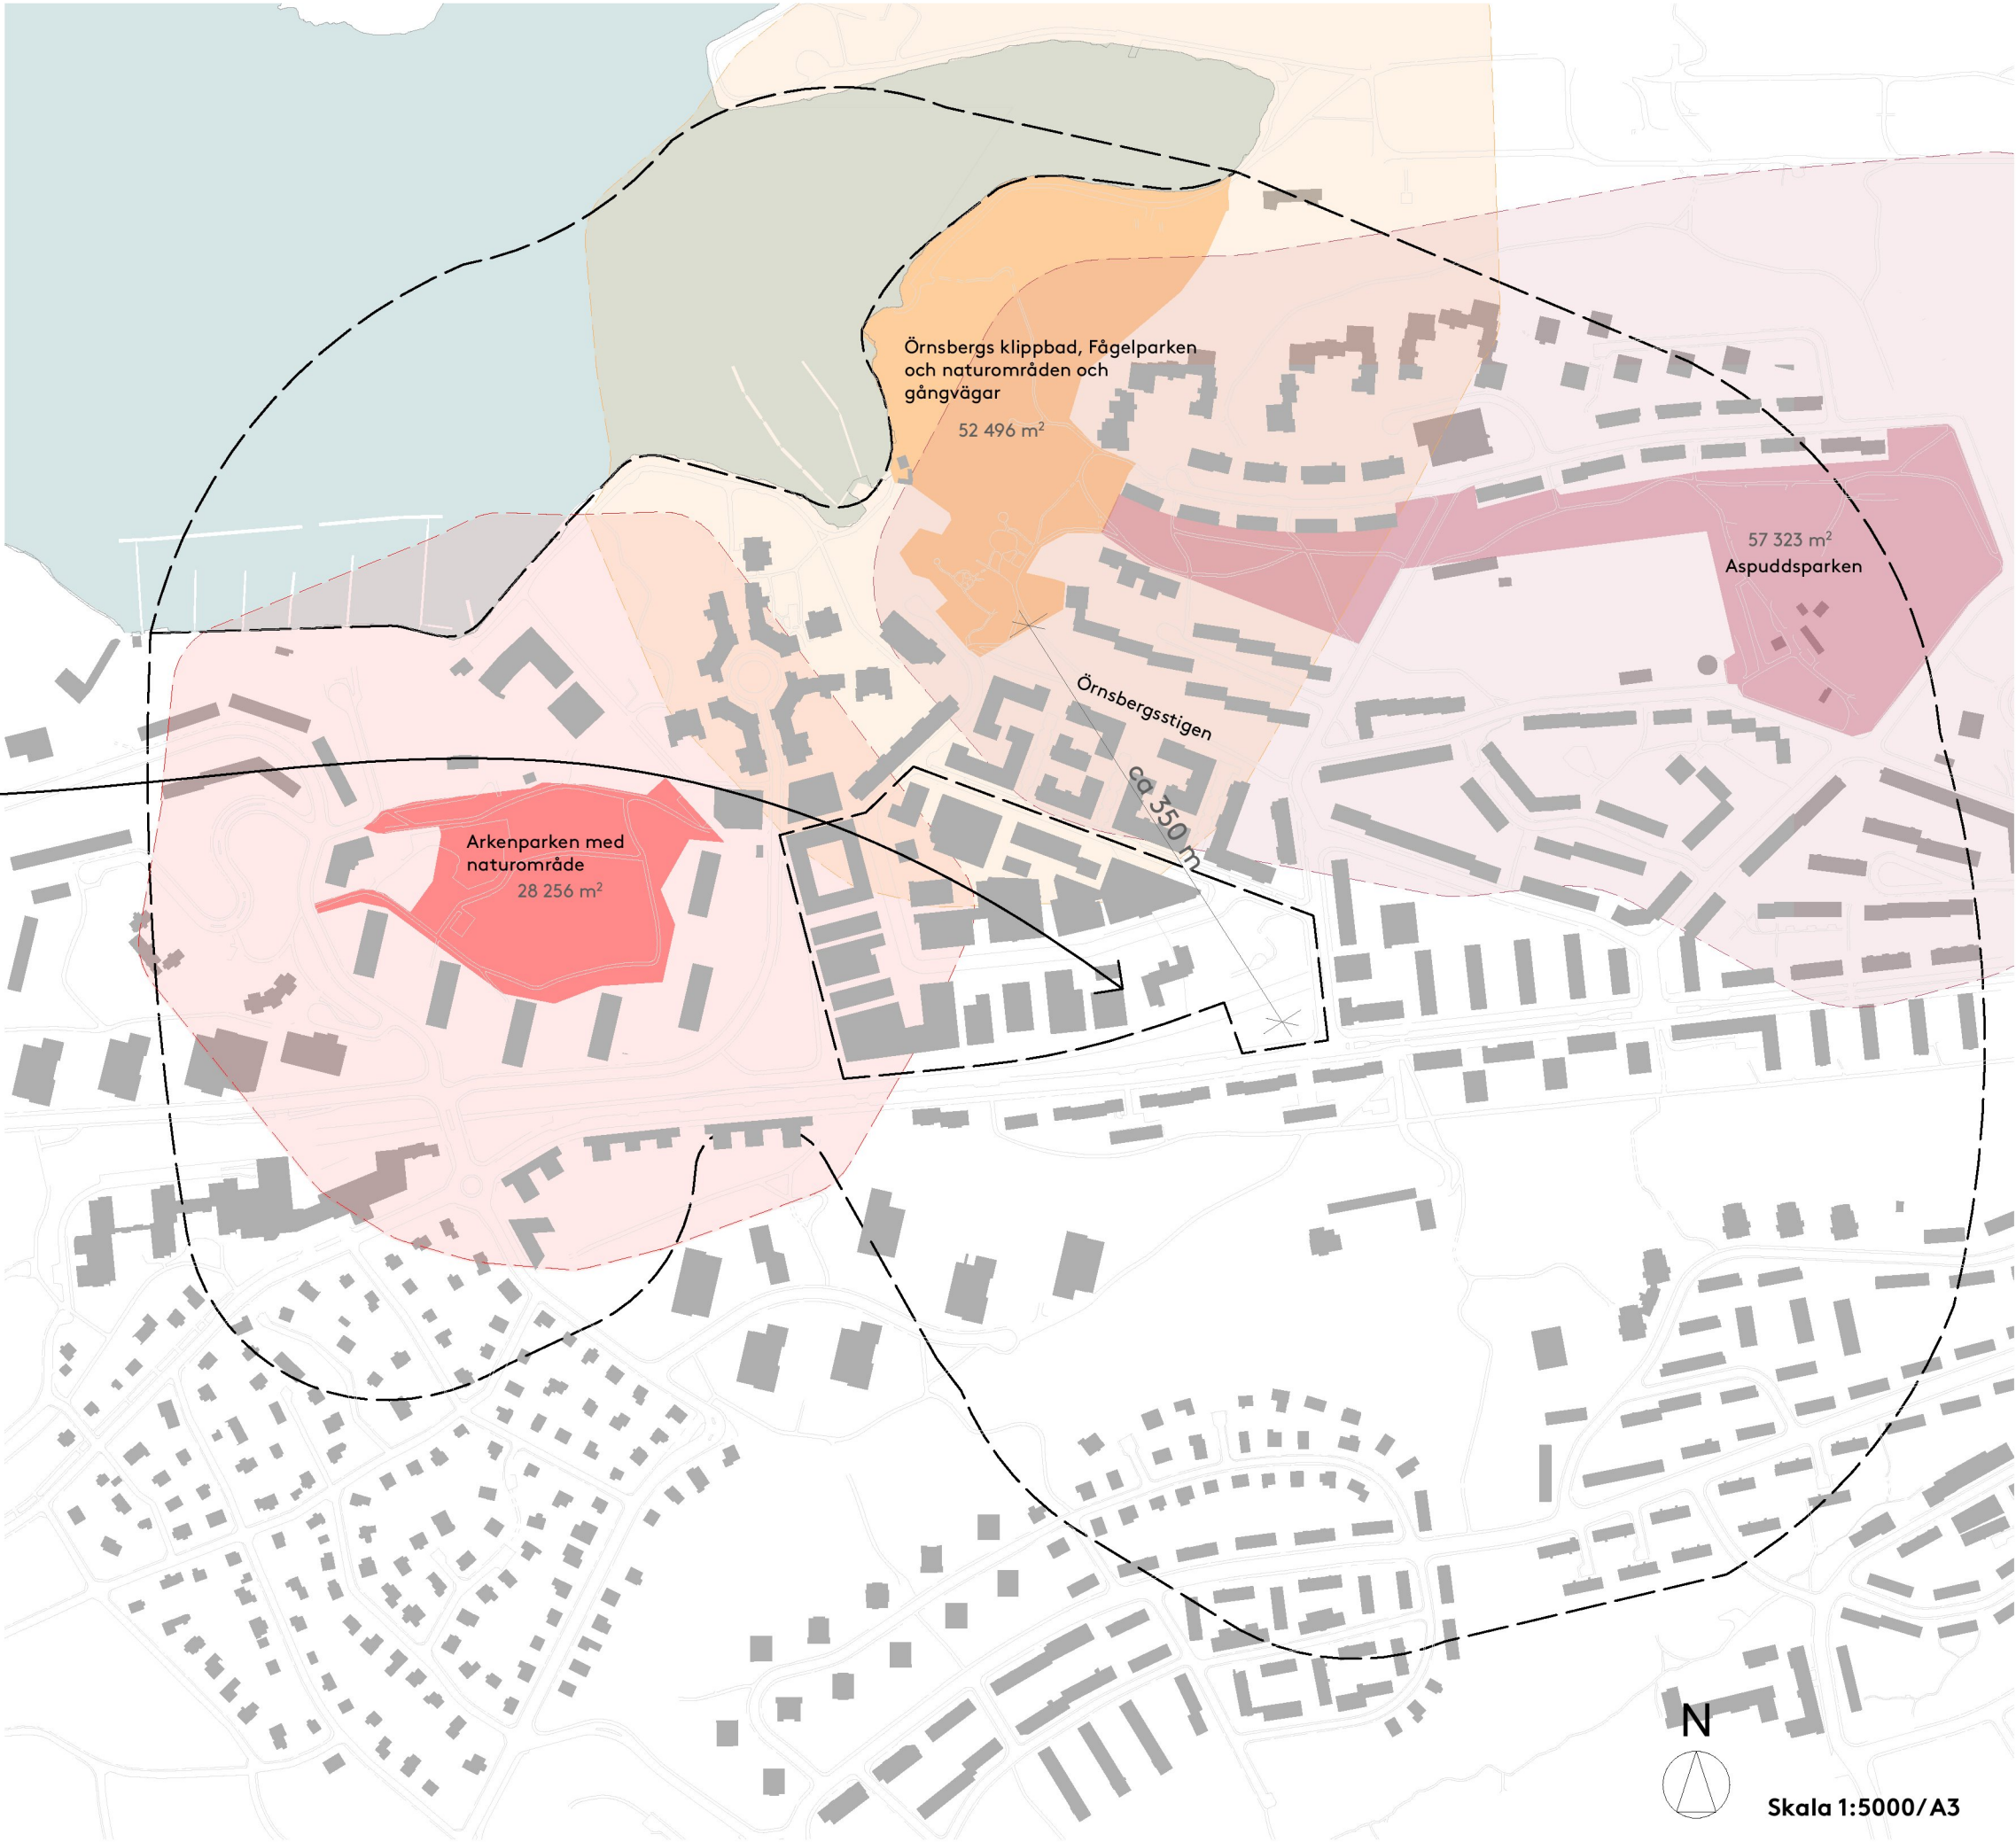 Örnsbergs klippbad, Fågelparken
och naturområden och
gångvägar
52 496 m²
57 323 m²
Aspuddsparken
Örnsbergsstigen
ca 350 m
Arkenparken med
naturområde
28 256 m²
N
Skala 1:5000/A3